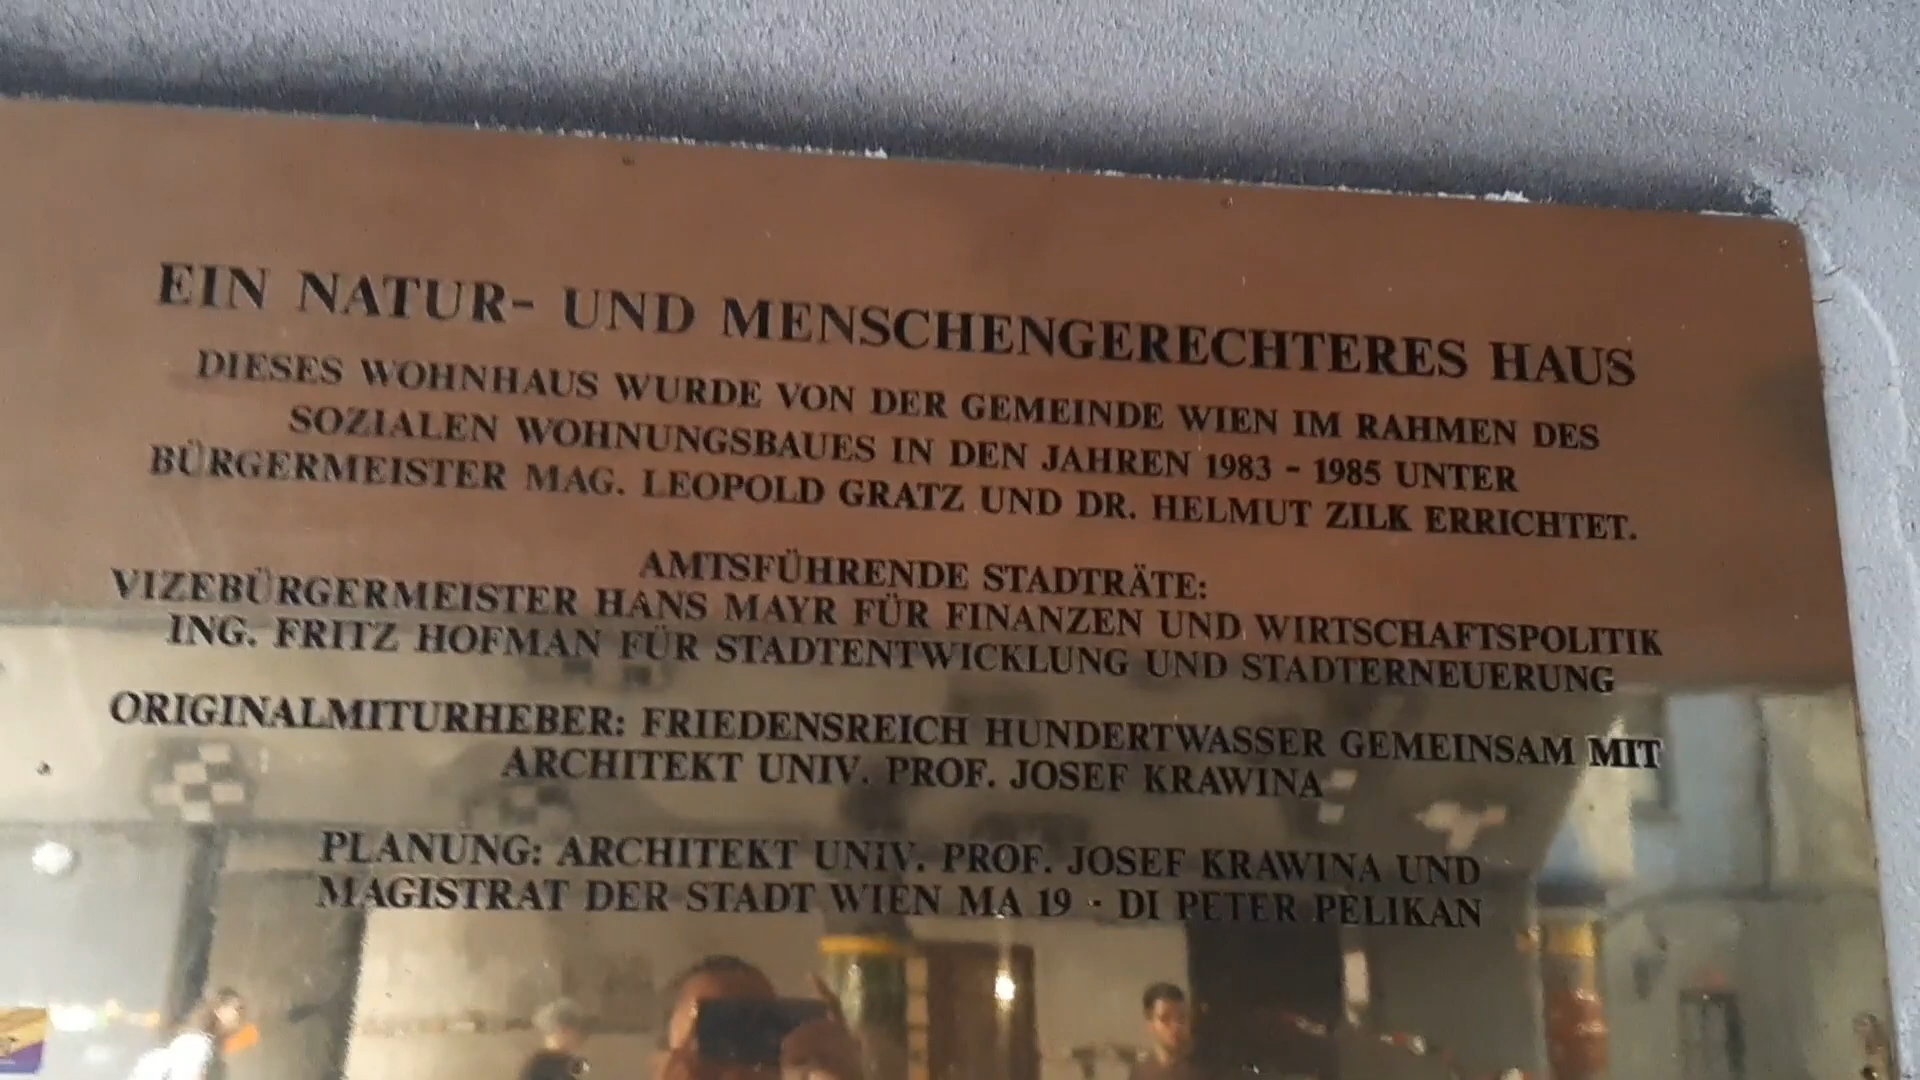 EIN NATUR- UND MENSCHENGERECHTERES HAUS
DIESES WOHNHAUS WURDE VON DER GEMEINDE WIEN IM RAHMEN DES
SOZIALEN WOHNUNGSBAUES IN DEN JAHREN 1983 - 1985 UNTER
BÜRGERMEISTER MAG. LEOPOLD GRATZ UND DR. HELMUT ZILK ERRICHTET.
AMTSFÜHRENDE STADTRÄTE:
VIZEBÜRGERMEISTER HANS MAYR FÜR FINANZEN UND WIRTSCHAFTSPOLITIK
ING. FRITZ HOFMAN FÜR STADTENTWICKLUNG UND STADTERNEUERUNG
ORIGINALMITURHEBER: FRIEDENSREICH HUNDERTWASSER GEMEINSAM MIT
ARCHITEKT UNIV. PROF. JOSEF KRAWINA
PLANUNG: ARCHITEKT UNIV. PROF. JOSEF KRAWINA UND
MAGISTRAT DER STADT WIEN MA 19 - DI PETER PELIKAN